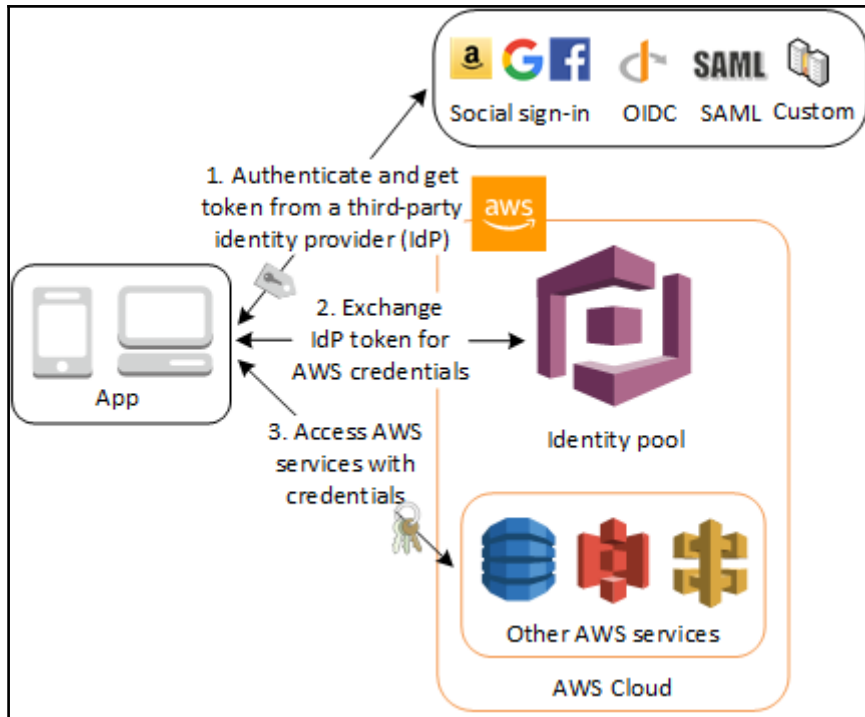 a
G
f
SAML
Social sign-in OIDC SAML Custom
1. Authenticate and get
token from a third-party
identity provider (IdP)
aws
2. Exchange
IdP token for
AWS credentials
App
Identity pool
3. Access AWS
services with
credentials
Other AWS services
AWS Cloud